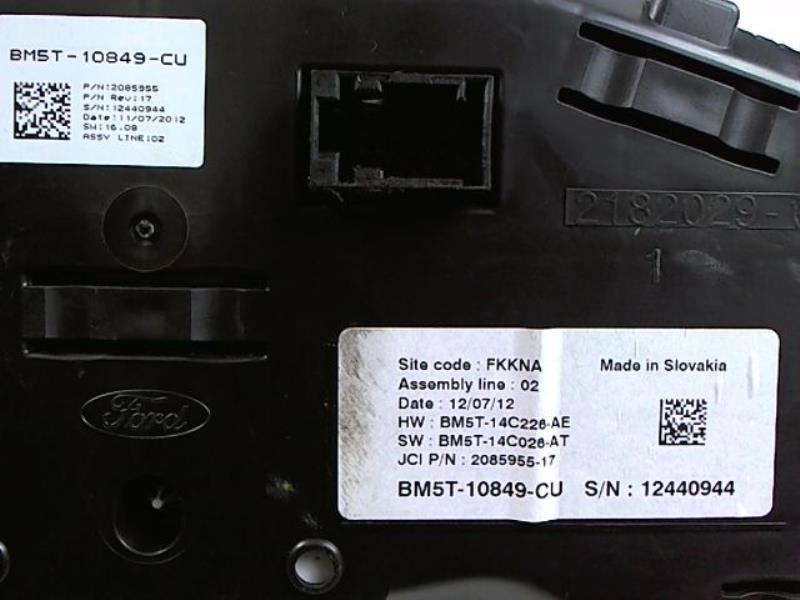 BM5T-10849-CU
P/N:2085955
P/N Rev:17
S/N:12440944
Date:11/07/2012
SW:16.08
ASSY LINE:02
2182029-
1
Ford
Site code : FKKNA
Made in Slovakia
Assembly line : 02
Date : 12/07/12
HW : BM5T-14C226-AE
SW : BM5T-14C026-AT
JCI P/N : 2085955-17
BM5T-10849-CU S/N : 12440944